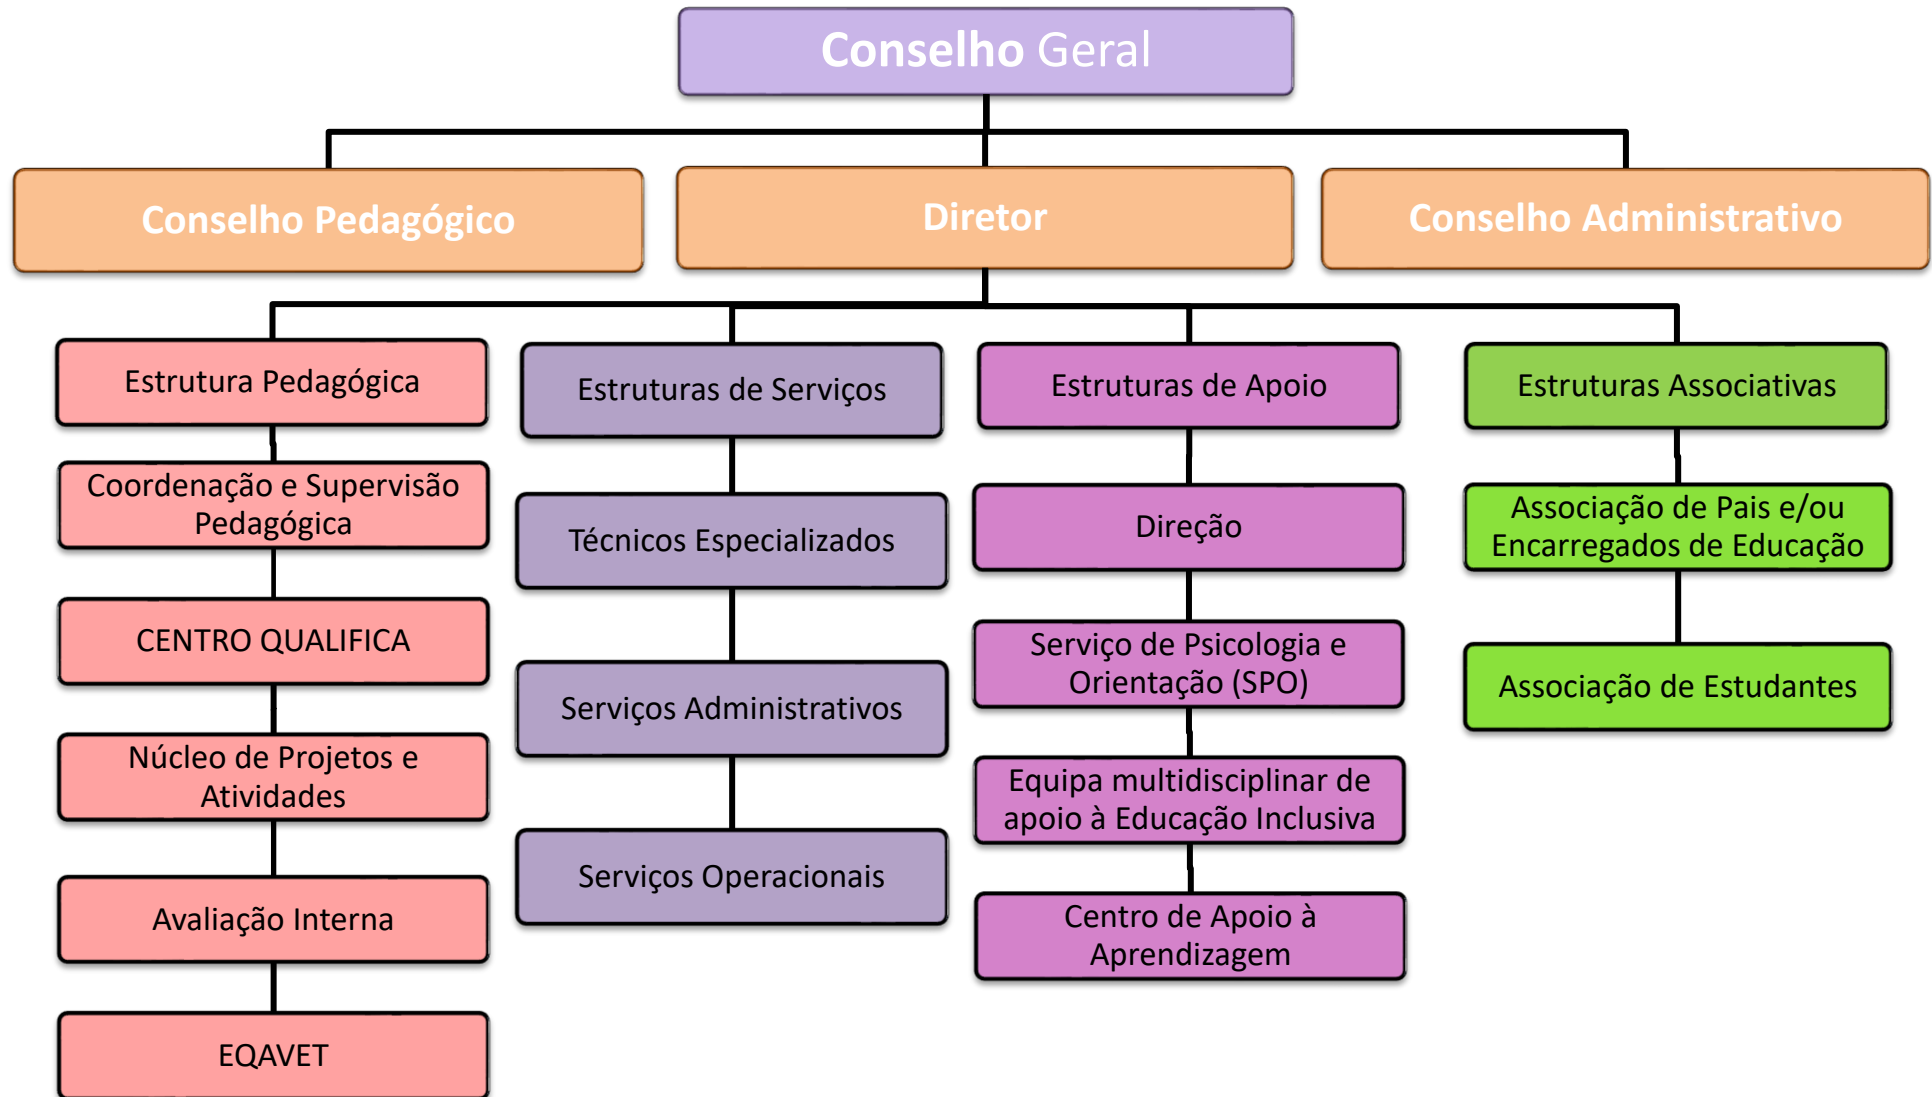 Conselho Geral
Conselho Pedagógico
Diretor
Conselho Administrativo
Estrutura Pedagógica
Coordenação e Supervisão
Pedagógica
CENTRO QUALIFICA
Núcleo de Projetos e
Atividades
Avaliação Interna
EQAVET
Estruturas de Serviços
Técnicos Especializados
Serviços Administrativos
Serviços Operacionais
Estruturas de Apoio
Direção
Serviço de Psicologia e
Orientação (SPO)
Equipa multidisciplinar de
apoio à Educação Inclusiva
Centro de Apoio à
Aprendizagem
Estruturas Associativas
Associação de Pais e/ou
Encarregados de Educação
Associação de Estudantes